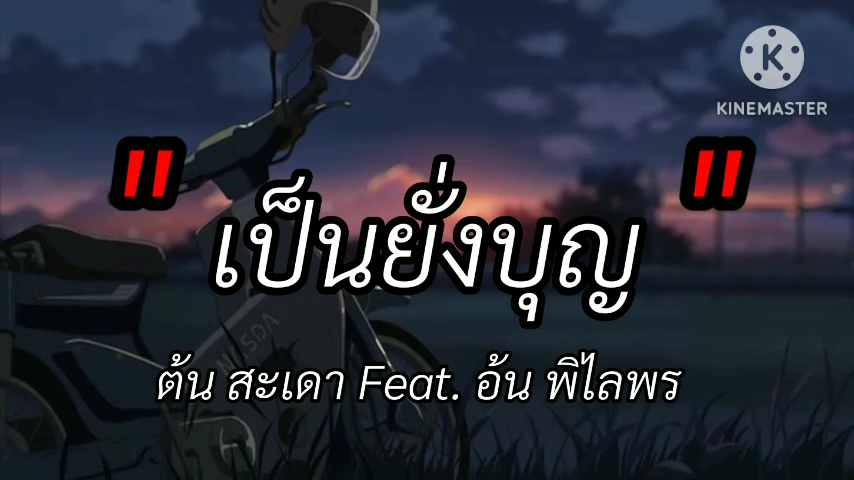 KINEMASTER
" เป็นยั่งบุญ "
ต้น สะเดา Feat. อ้น พิไลพร